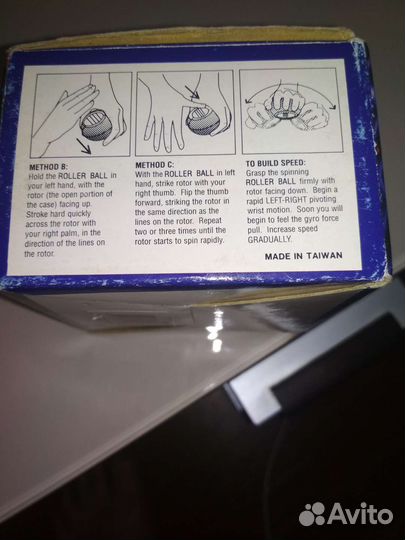 METHOD B:
Hold the ROLLER BALL in
your left hand, with the
rotor (the open portion of
the case) facing up.
Stroke hard quickly
across the rotor with
your right palm, in the
direction of the lines on
the rotor.
METHOD C:
With the ROLLER BALL in left
hand, strike rotor with your
right thumb. Flip the thumb
forward, striking the rotor in
the same direction as the
lines on the rotor. Repeat
two or three times until the
rotor starts to spin rapidly.
TO BUILD SPEED:
Grasp the spinning
ROLLER BALL firmly with
rotor facing down. Begin a
rapid LEFT-RIGHT pivoting
wrist motion. Soon you will
begin to feel the gyro force
pull. Increase speed
GRADUALLY.
MADE IN TAIWAN
Avito